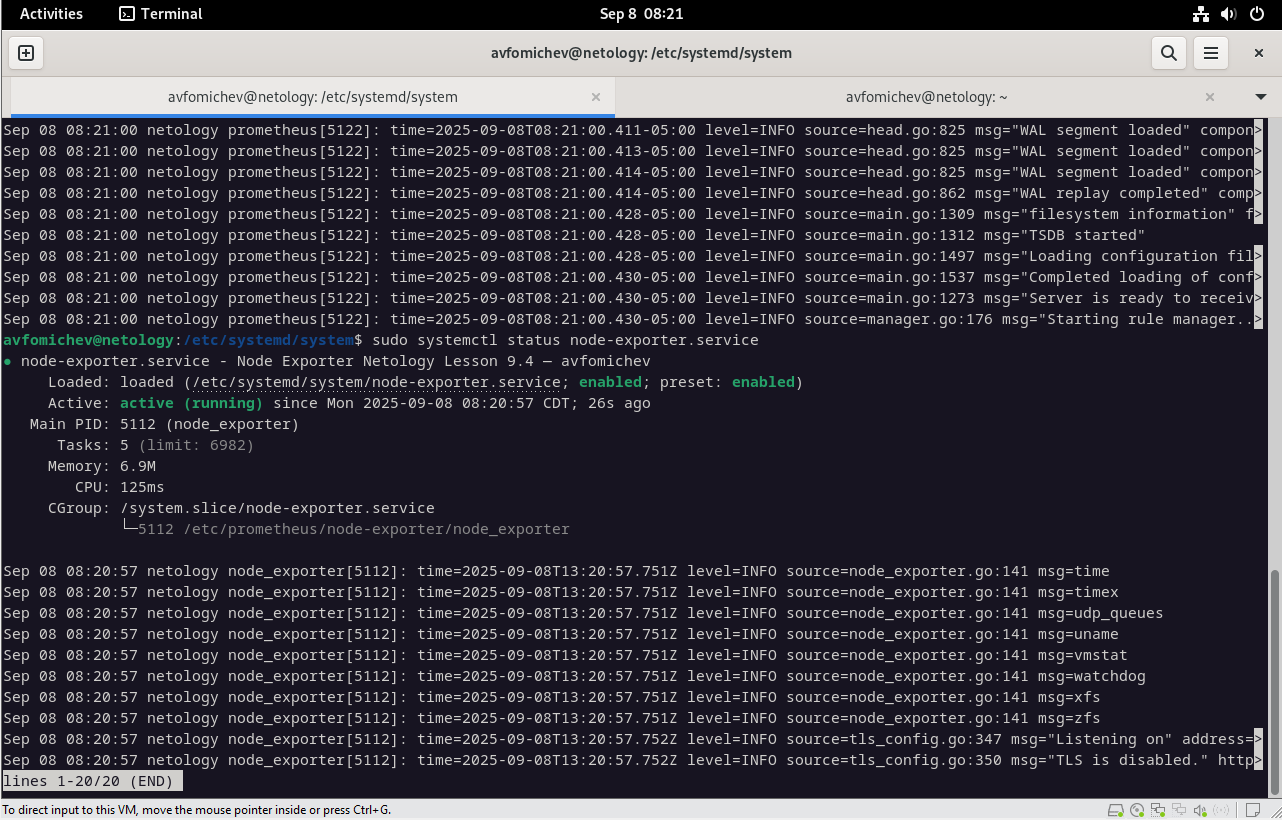 Activities Terminal Sep 8 08:21
avfomichev@netology: /etc/systemd/system
avfomichev@netology: /etc/systemd/system × avfomichev@netology: ~ ×
Sep 08 08:21:00 netology prometheus[5122]: time=2025-09-08T08:21:00.411-05:00 level=INFO source=head.go:825 msg="WAL segment loaded" compon>
Sep 08 08:21:00 netology prometheus[5122]: time=2025-09-08T08:21:00.413-05:00 level=INFO source=head.go:825 msg="WAL segment loaded" compon>
Sep 08 08:21:00 netology prometheus[5122]: time=2025-09-08T08:21:00.414-05:00 level=INFO source=head.go:825 msg="WAL segment loaded" compon>
Sep 08 08:21:00 netology prometheus[5122]: time=2025-09-08T08:21:00.414-05:00 level=INFO source=head.go:862 msg="WAL replay completed" comp>
Sep 08 08:21:00 netology prometheus[5122]: time=2025-09-08T08:21:00.428-05:00 level=INFO source=main.go:1309 msg="filesystem information" f>
Sep 08 08:21:00 netology prometheus[5122]: time=2025-09-08T08:21:00.428-05:00 level=INFO source=main.go:1312 msg="TSDB started"
Sep 08 08:21:00 netology prometheus[5122]: time=2025-09-08T08:21:00.428-05:00 level=INFO source=main.go:1497 msg="Loading configuration fil>
Sep 08 08:21:00 netology prometheus[5122]: time=2025-09-08T08:21:00.430-05:00 level=INFO source=main.go:1537 msg="Completed loading of conf>
Sep 08 08:21:00 netology prometheus[5122]: time=2025-09-08T08:21:00.430-05:00 level=INFO source=main.go:1273 msg="Server is ready to receiv>
Sep 08 08:21:00 netology prometheus[5122]: time=2025-09-08T08:21:00.430-05:00 level=INFO source=manager.go:176 msg="Starting rule manager..>
avfomichev@netology:/etc/systemd/system$ sudo systemctl status node-exporter.service
● node-exporter.service - Node Exporter Netology Lesson 9.4 — avfomichev
Loaded: loaded (/etc/systemd/system/node-exporter.service; enabled; preset: enabled)
Active: active (running) since Mon 2025-09-08 08:20:57 CDT; 26s ago
Main PID: 5112 (node_exporter)
Tasks: 5 (limit: 6982)
Memory: 6.9M
CPU: 125ms
CGroup: /system.slice/node-exporter.service
└─5112 /etc/prometheus/node-exporter/node_exporter
Sep 08 08:20:57 netology node_exporter[5112]: time=2025-09-08T13:20:57.751Z level=INFO source=node_exporter.go:141 msg=time
Sep 08 08:20:57 netology node_exporter[5112]: time=2025-09-08T13:20:57.751Z level=INFO source=node_exporter.go:141 msg=timex
Sep 08 08:20:57 netology node_exporter[5112]: time=2025-09-08T13:20:57.751Z level=INFO source=node_exporter.go:141 msg=udp_queues
Sep 08 08:20:57 netology node_exporter[5112]: time=2025-09-08T13:20:57.751Z level=INFO source=node_exporter.go:141 msg=uname
Sep 08 08:20:57 netology node_exporter[5112]: time=2025-09-08T13:20:57.751Z level=INFO source=node_exporter.go:141 msg=vmstat
Sep 08 08:20:57 netology node_exporter[5112]: time=2025-09-08T13:20:57.751Z level=INFO source=node_exporter.go:141 msg=watchdog
Sep 08 08:20:57 netology node_exporter[5112]: time=2025-09-08T13:20:57.751Z level=INFO source=node_exporter.go:141 msg=xfs
Sep 08 08:20:57 netology node_exporter[5112]: time=2025-09-08T13:20:57.751Z level=INFO source=node_exporter.go:141 msg=zfs
Sep 08 08:20:57 netology node_exporter[5112]: time=2025-09-08T13:20:57.752Z level=INFO source=tls_config.go:347 msg="Listening on" address=>
Sep 08 08:20:57 netology node_exporter[5112]: time=2025-09-08T13:20:57.752Z level=INFO source=tls_config.go:350 msg="TLS is disabled." http>
lines 1-20/20 (END)
To direct input to this VM, move the mouse pointer inside or press Ctrl+G.